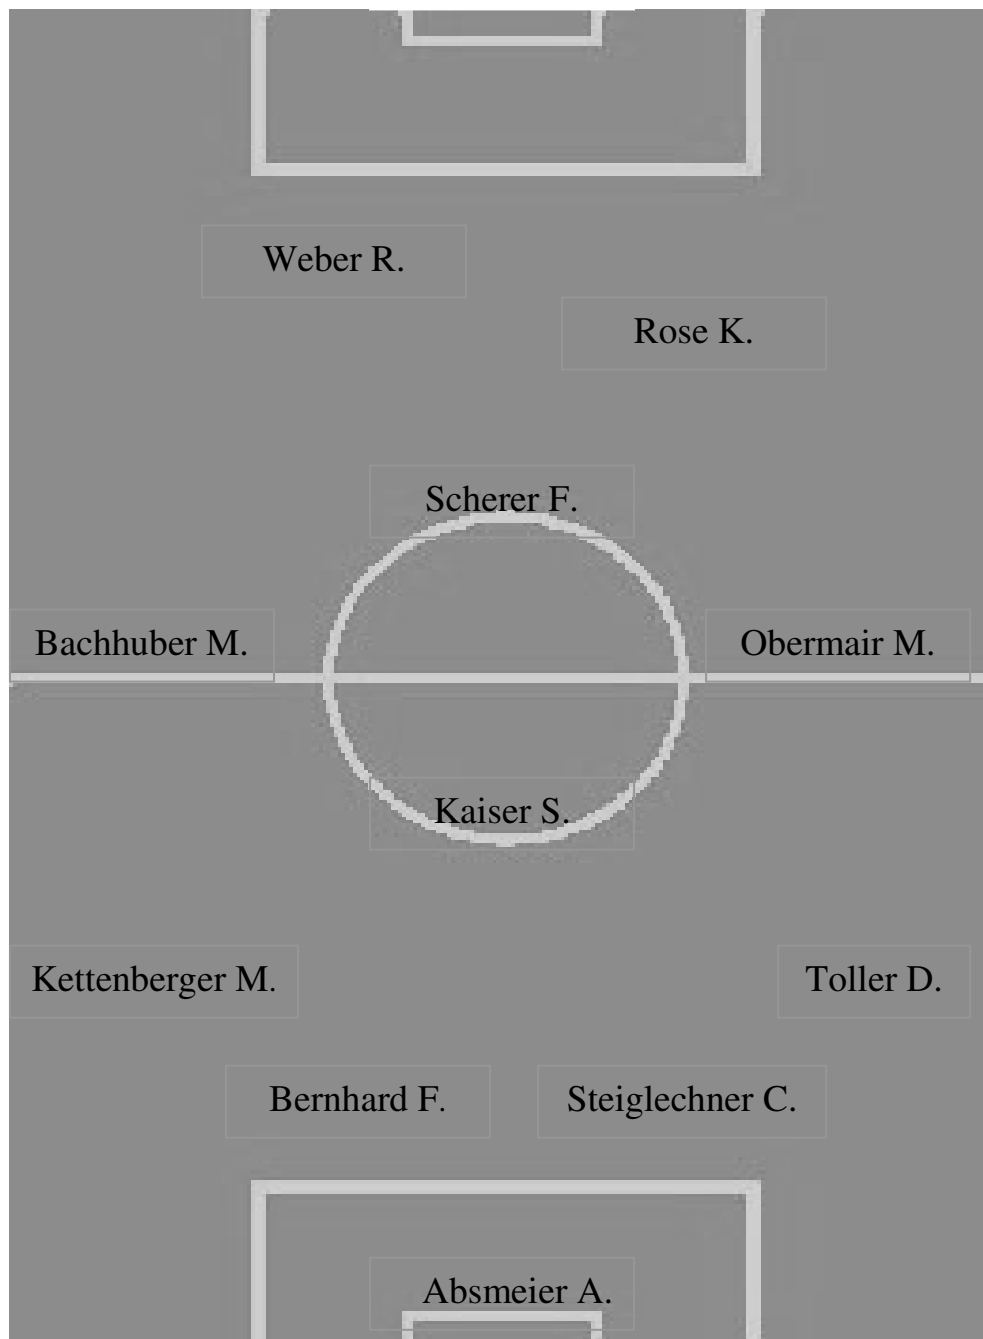 Weber R.
Rose K.
Scherer F.
Bachhuber M.
Obermair M.
Kaiser S.
Kettenberger M.
Toller D.
Bernhard F.
Steiglechner C.
Absmeier A.